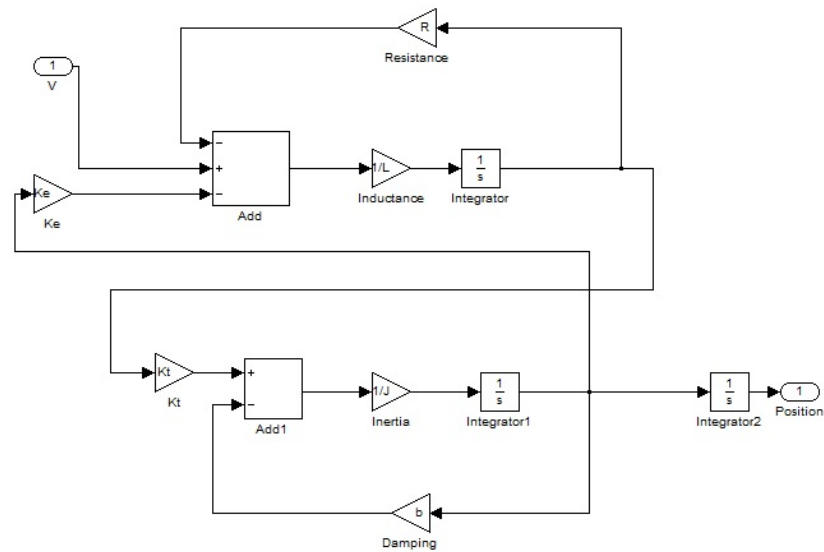 R
Resistance
1
V
−
+
−
Add
1/L
Inductance
1
s
Integrator
Ke
Ke
Kt
Kt
+
−
Add1
1/J
Inertia
1
s
Integrator1
1
s
Integrator2
1
Position
b
Damping